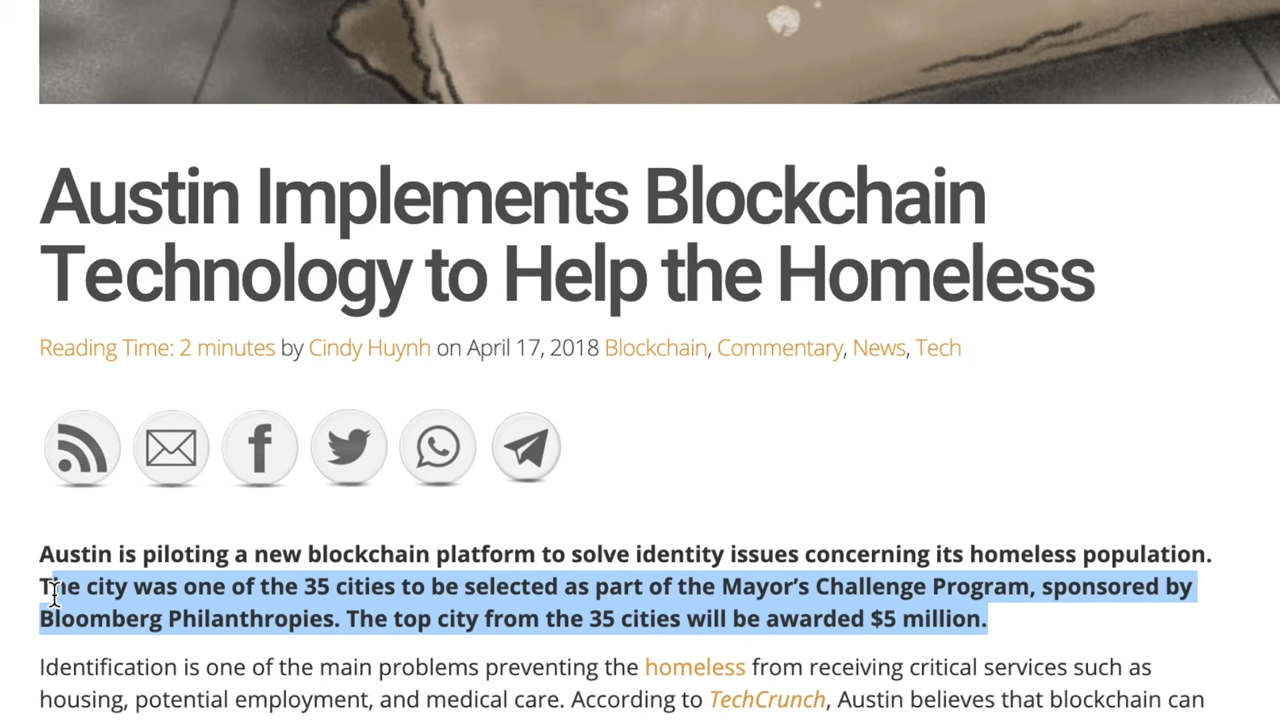 Austin Implements Blockchain
Technology to Help the Homeless
Reading Time: 2 minutes by Cindy Huynh on April 17, 2018 Blockchain, Commentary, News, Tech
Austin is piloting a new blockchain platform to solve identity issues concerning its homeless population.
The city was one of the 35 cities to be selected as part of the Mayor’s Challenge Program, sponsored by
Bloomberg Philanthropies. The top city from the 35 cities will be awarded $5 million.
Identification is one of the main problems preventing the homeless from receiving critical services such as
housing, potential employment, and medical care. According to TechCrunch, Austin believes that blockchain can